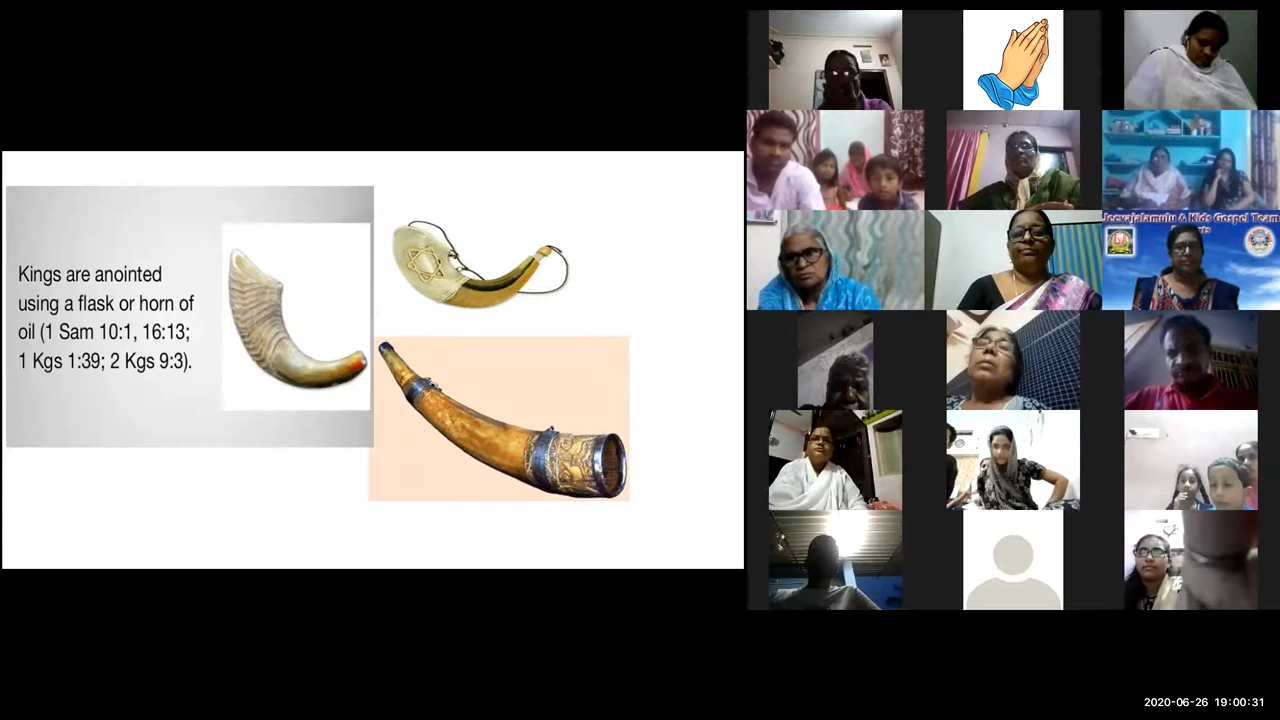 Kings are anointed
using a flask or horn of
oil (1 Sam 10:1, 16:13;
1 Kgs 1:39; 2 Kgs 9:3).
Jeevajalamulu & Kids Gospel Team
2020-06-26 19:00:31